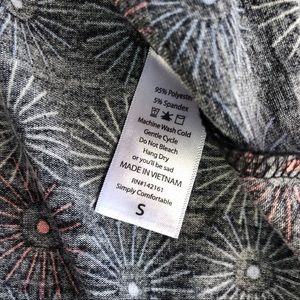 95% Polyester
5% Spandex
Machine Wash Cold
Gentle Cycle
Do Not Bleach
Hang Dry
or you'll be sad
MADE IN VIETNAM
RN#142161
Simply Comfortable
S